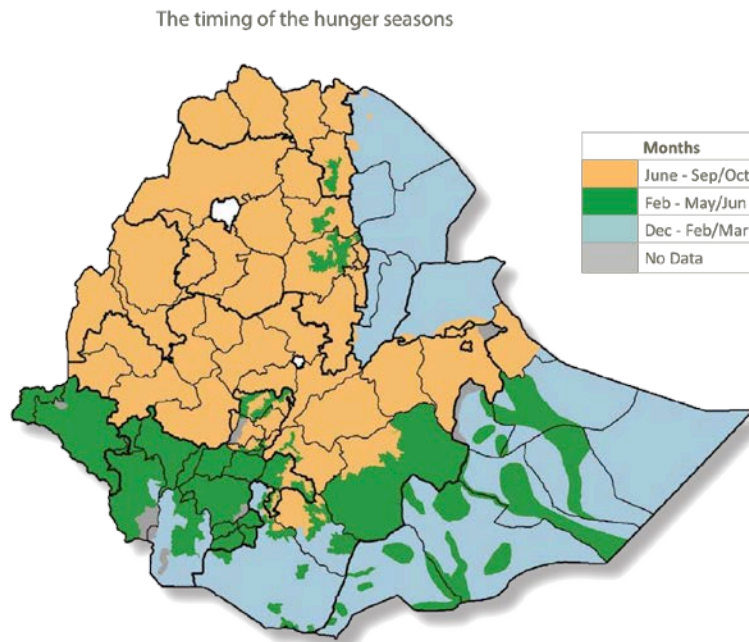 The timing of the hunger seasons
Months
June - Sep/Oct
Feb - May/Jun
Dec - Feb/Mar
No Data